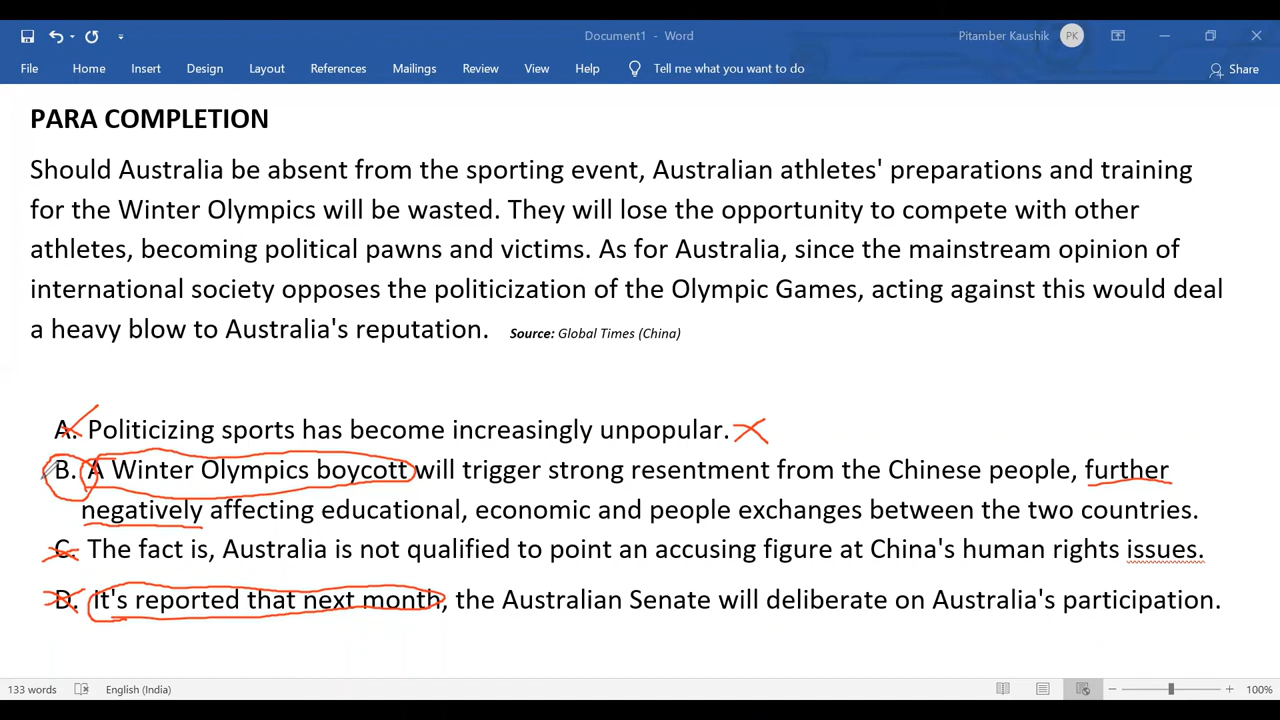 Document1 - Word
Pitamber Kaushik PK
File Home Insert Design Layout References Mailings Review View Help Tell me what you want to do Share
PARA COMPLETION
Should Australia be absent from the sporting event, Australian athletes' preparations and training
for the Winter Olympics will be wasted. They will lose the opportunity to compete with other
athletes, becoming political pawns and victims. As for Australia, since the mainstream opinion of
international society opposes the politicization of the Olympic Games, acting against this would deal
a heavy blow to Australia's reputation. Source: Global Times (China)
A. Politicizing sports has become increasingly unpopular.
B. A Winter Olympics boycott will trigger strong resentment from the Chinese people, further
negatively affecting educational, economic and people exchanges between the two countries.
C. The fact is, Australia is not qualified to point an accusing figure at China's human rights issues.
D. It's reported that next month, the Australian Senate will deliberate on Australia's participation.
133 words English (India) 100%